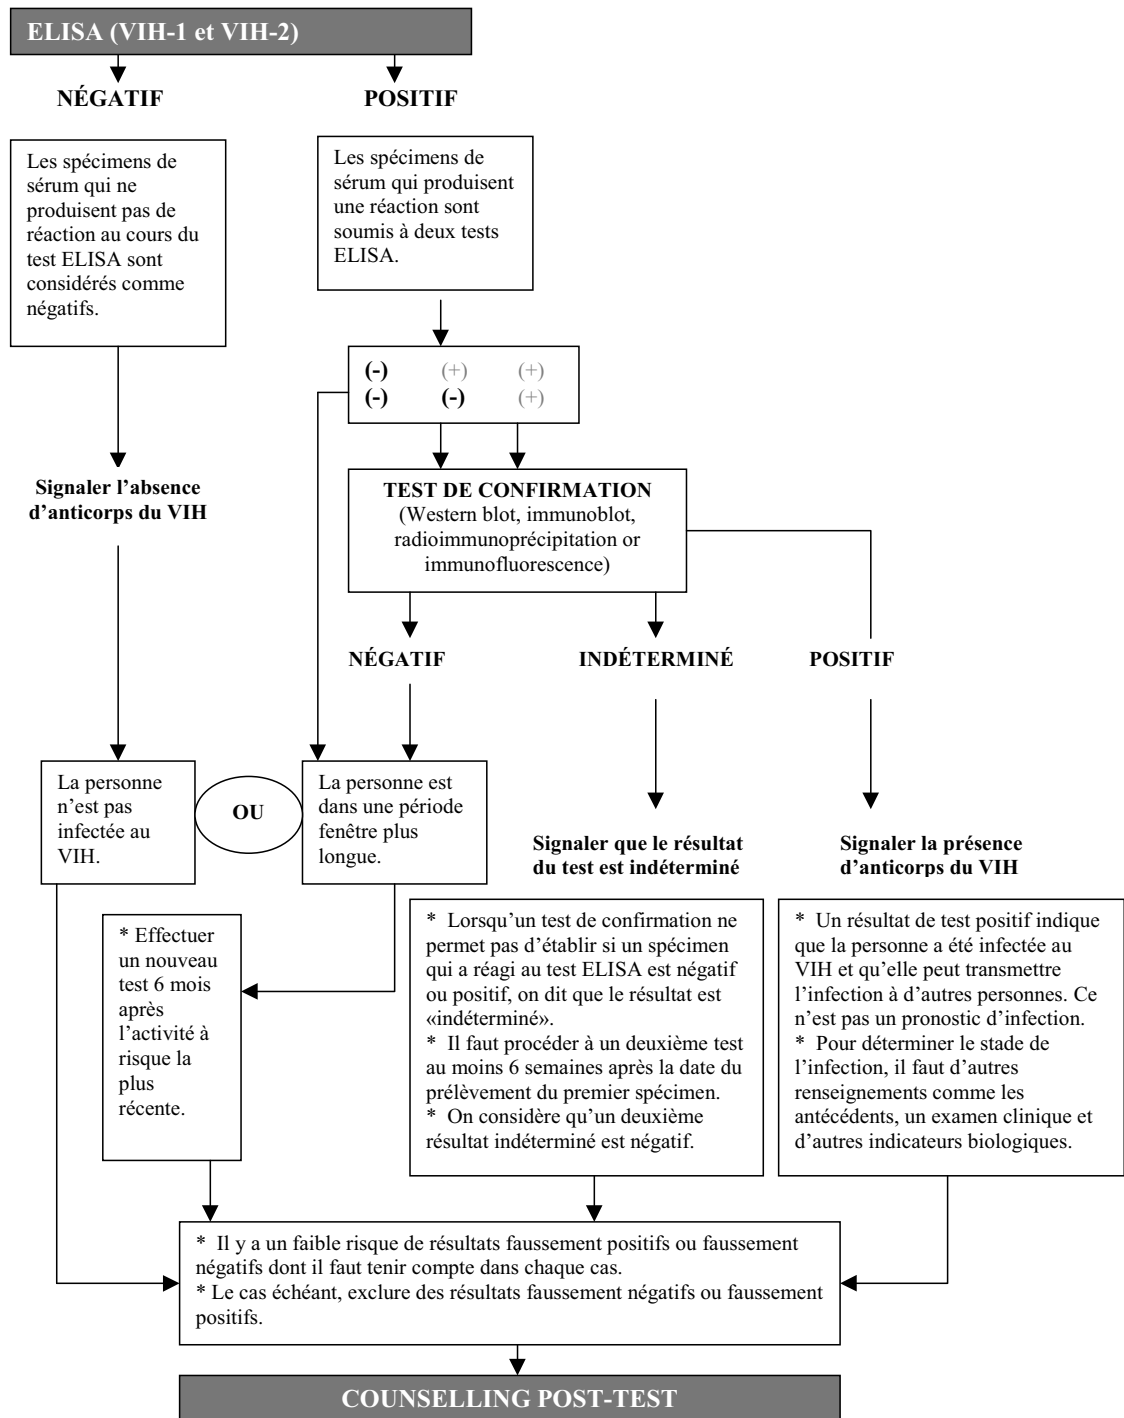 ELISA (VIH-1 et VIH-2)
NÉGATIF
POSITIF
Les spécimens de
sérum qui ne
produisent pas de
réaction au cours du
test ELISA sont
considérés comme
négatifs.
Les spécimens de
sérum qui produisent
une réaction sont
soumis à deux tests
ELISA.
(-) (+) (+)
(-) (-) (+)
Signaler l’absence
d’anticorps du VIH
TEST DE CONFIRMATION
(Western blot, immunoblot,
radioimmunoprécipitation or
immunofluorescence)
NÉGATIF
INDÉTERMINÉ
POSITIF
La personne
n’est pas
infectée au
VIH.
OU
La personne est
dans une période
fenêtre plus
longue.
Signaler que le résultat
du test est indéterminé
Signaler la présence
d’anticorps du VIH
* Effectuer
un nouveau
test 6 mois
après
l’activité à
risque la
plus
récente.
* Lorsqu’un test de confirmation ne
permet pas d’établir si un spécimen
qui a réagi au test ELISA est négatif
ou positif, on dit que le résultat est
«indéterminé».
* Il faut procéder à un deuxième test
au moins 6 semaines après la date du
prélèvement du premier spécimen.
* On considère qu’un deuxième
résultat indéterminé est négatif.
* Un résultat de test positif indique
que la personne a été infectée au
VIH et qu’elle peut transmettre
l’infection à d’autres personnes. Ce
n’est pas un pronostic d’infection.
* Pour déterminer le stade de
l’infection, il faut d’autres
renseignements comme les
antécédents, un examen clinique et
d’autres indicateurs biologiques.
* Il y a un faible risque de résultats faussement positifs ou faussement
négatifs dont il faut tenir compte dans chaque cas.
* Le cas échéant, exclure des résultats faussement négatifs ou faussement
positifs.
COUNSELLING POST-TEST